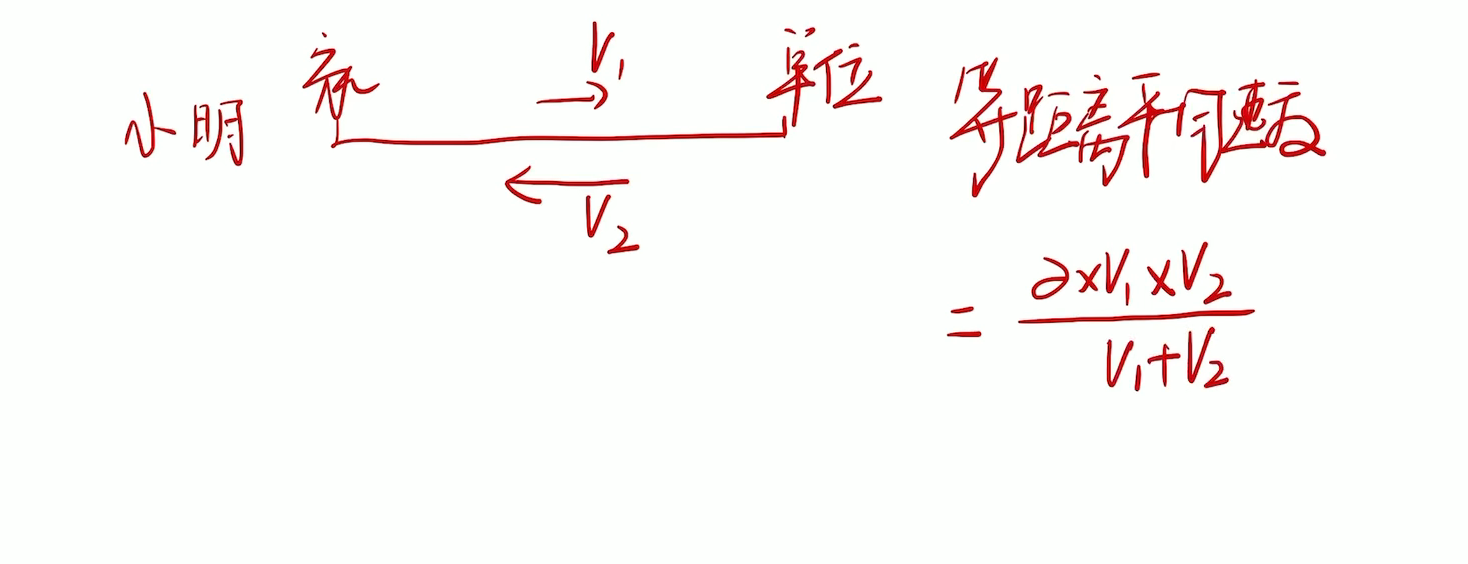 V₁
小明 家 单位
V₂
等距离平均速度
= \frac{2×V₁×V₂}{V₁+V₂}